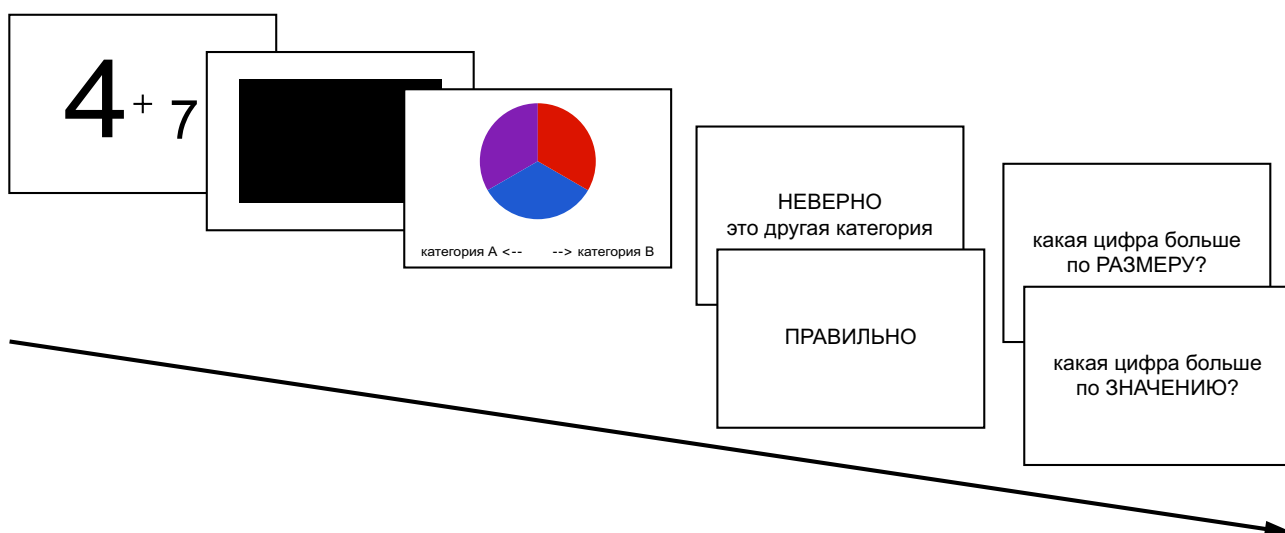 4 + 7
категория А <-- --> категория В
НЕВЕРНО
это другая категория
ПРАВИЛЬНО
какая цифра больше
по РАЗМЕРУ?
какая цифра больше
по ЗНАЧЕНИЮ?